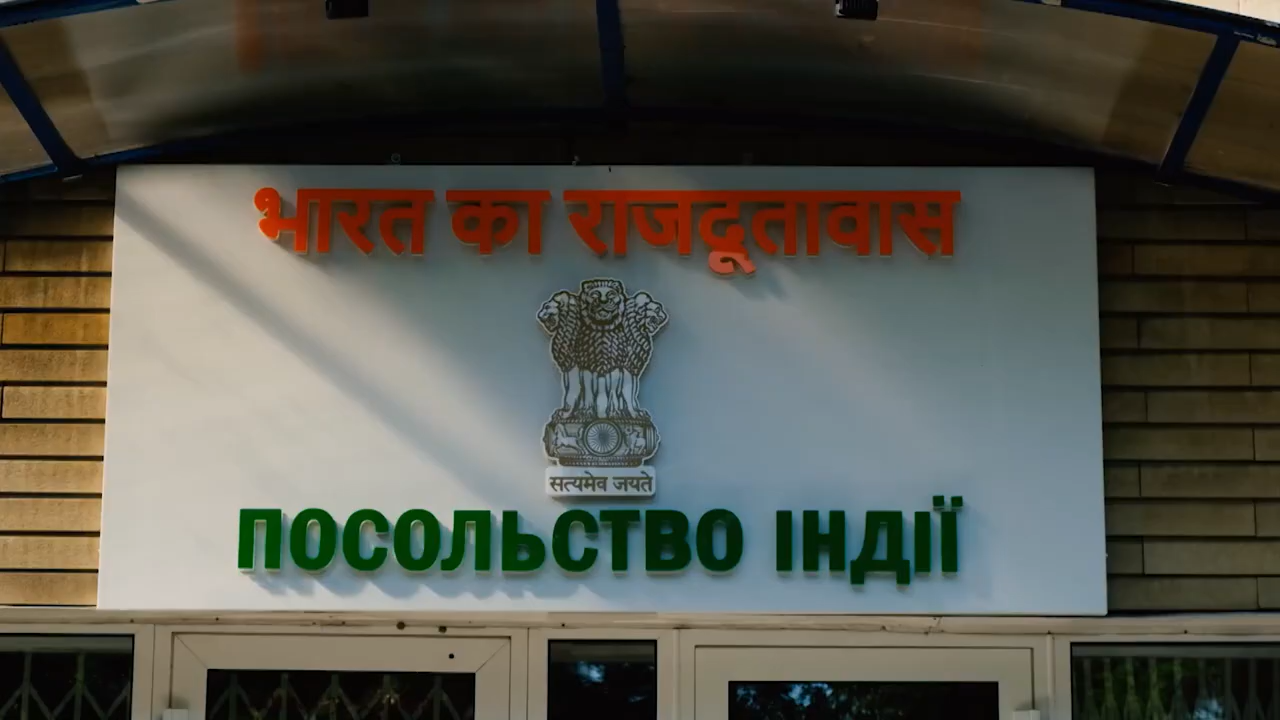 भारत का राजदूतावास
सत्यमेव जयते
ПОСОЛЬСТВО ІНДІЇ